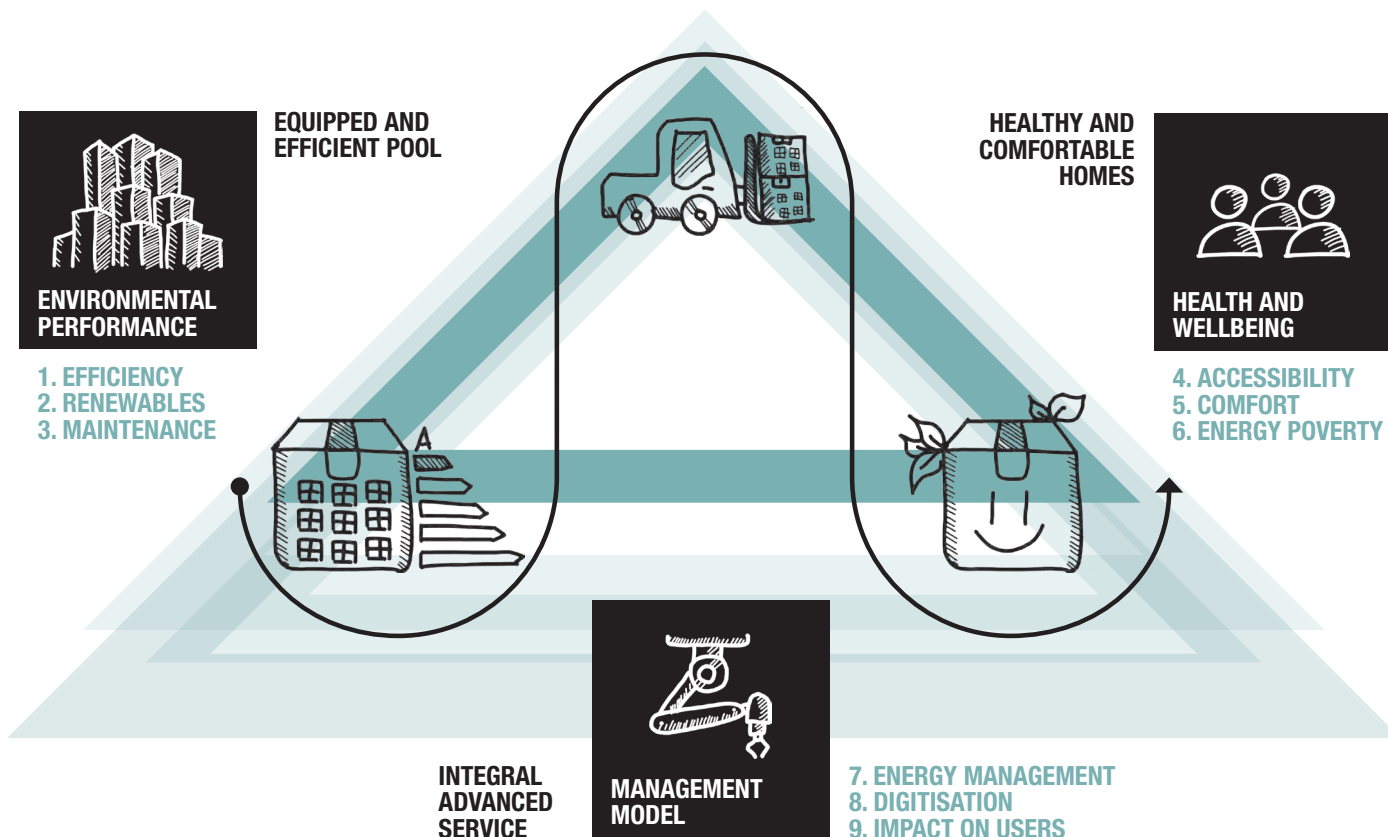 EQUIPPED AND
EFFICIENT POOL
ENVIRONMENTAL
PERFORMANCE
1. EFFICIENCY
2. RENEWABLES
3. MAINTENANCE
A
HEALTHY AND
COMFORTABLE
HOMES
HEALTH AND
WELLBEING
4. ACCESSIBILITY
5. COMFORT
6. ENERGY POVERTY
INTEGRAL
ADVANCED
SERVICE
MANAGEMENT
MODEL
7. ENERGY MANAGEMENT
8. DIGITISATION
9. IMPACT ON USERS